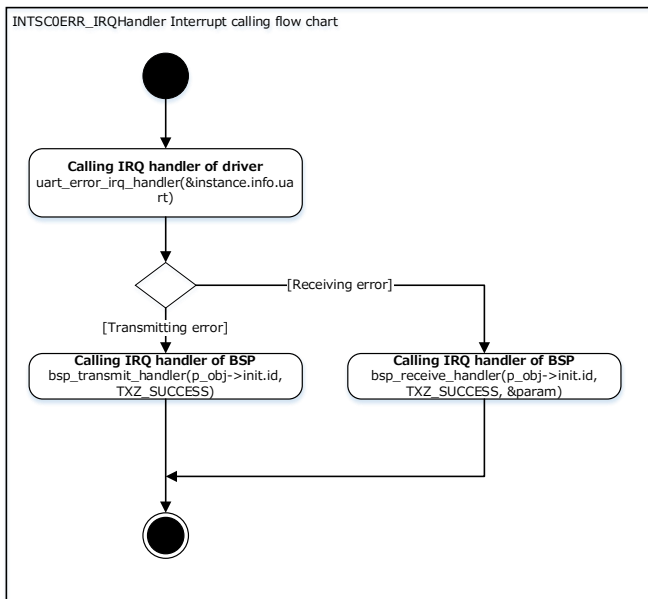 INTSC0ERR_IRQHandler Interrupt calling flow chart
Calling IRQ handler of driver
uart_error_irq_handler(&instance.info.ua
rt)
[Receiving error]
[Transmitting error]
Calling IRQ handler of BSP
bsp_transmit_handler(p_obj->init.id,
TXZ_SUCCESS)
Calling IRQ handler of BSP
bsp_receive_handler(p_obj->init.id,
TXZ_SUCCESS, &param)